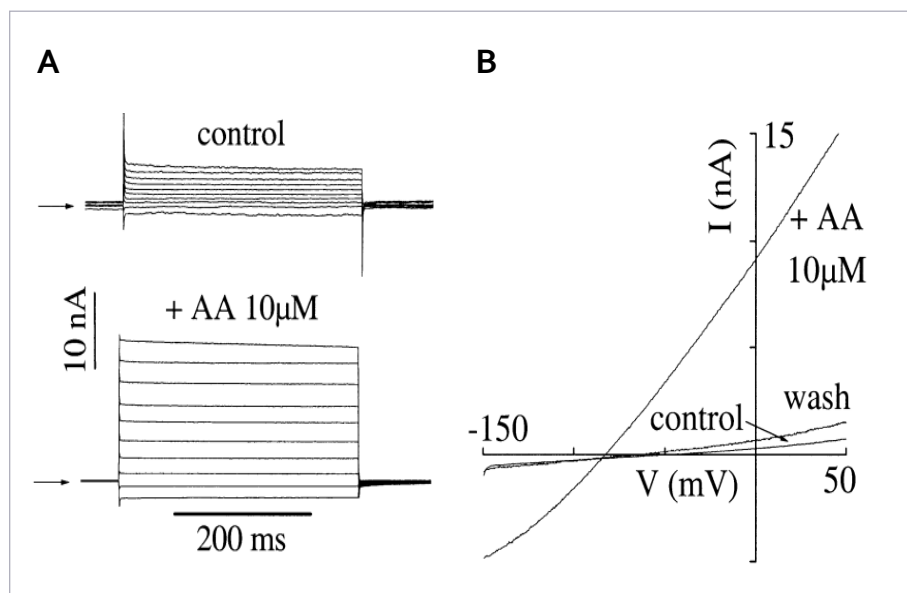 A
control
10 nA
+ AA 10μM
200 ms
B
15
I (nA)
+ AA
10μM
wash
control
-150
V (mV)
50